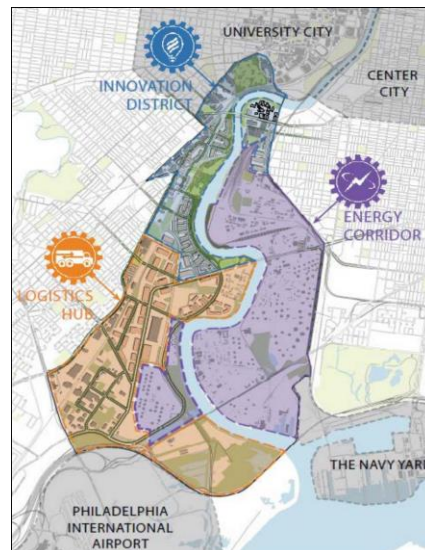 UNIVERSITY CITY
INNOVATION
DISTRICT
CENTER
CITY
ENERGY
CORRIDOR
LOGISTICS
HUB
THE NAVY YARD
PHILADELPHIA
INTERNATIONAL
AIRPORT